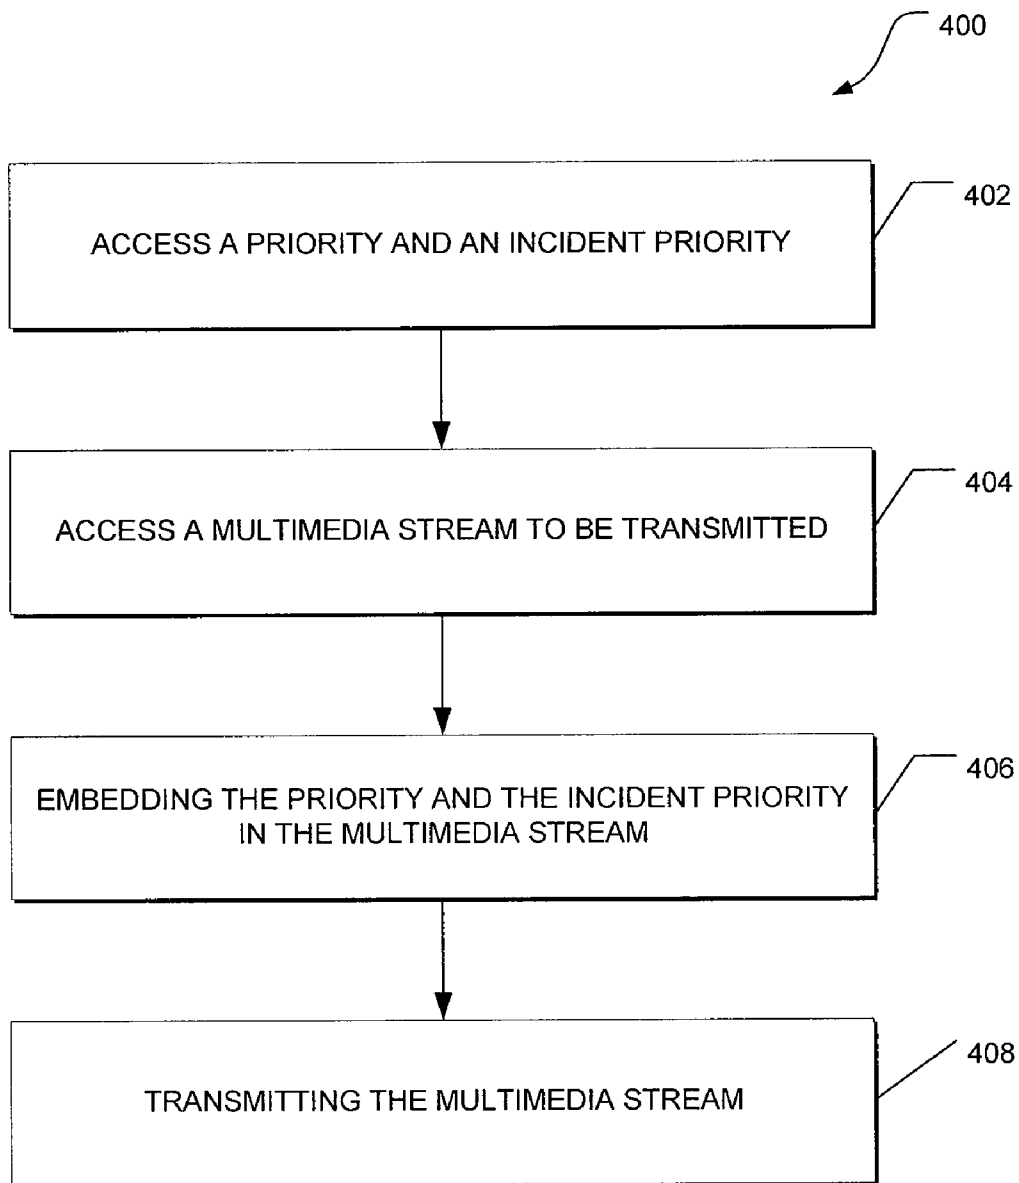 400
ACCESS A PRIORITY AND AN INCIDENT PRIORITY
402
ACCESS A MULTIMEDIA STREAM TO BE TRANSMITTED
404
EMBEDDING THE PRIORITY AND THE INCIDENT PRIORITY
IN THE MULTIMEDIA STREAM
406
TRANSMITTING THE MULTIMEDIA STREAM
408